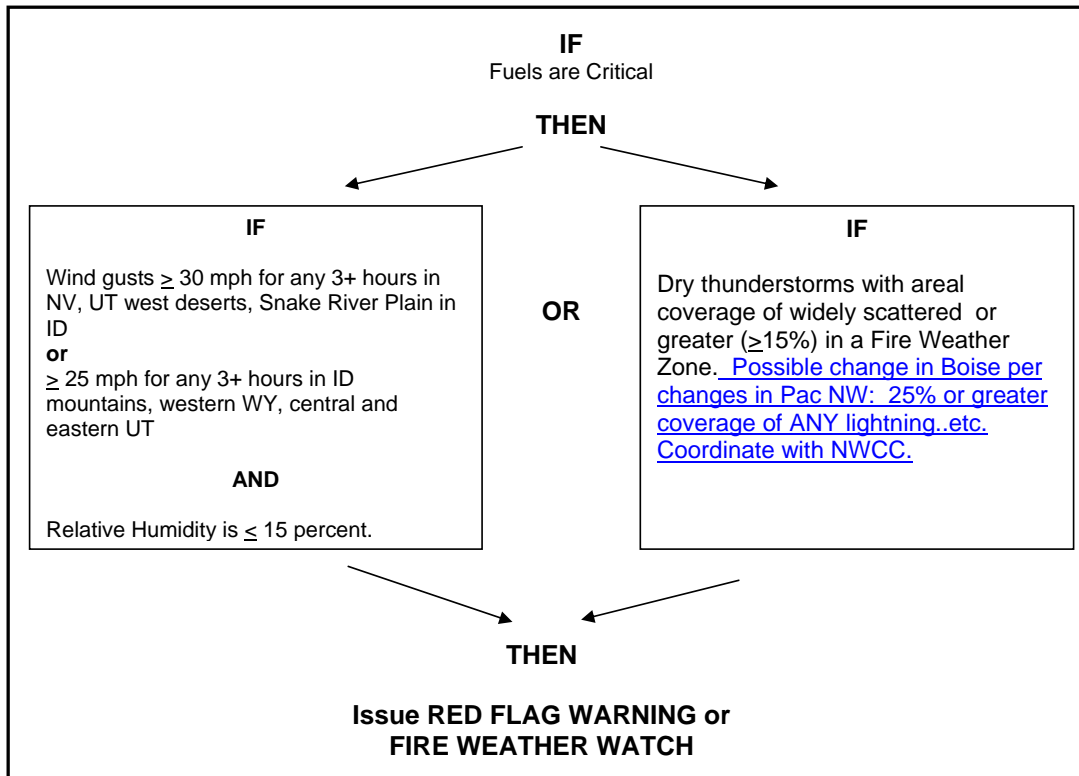 IF
Fuels are Critical
THEN
IF
Wind gusts ≥ 30 mph for any 3+ hours in
NV, UT west deserts, Snake River Plain in
ID
or
≥ 25 mph for any 3+ hours in ID
mountains, western WY, central and
eastern UT
AND
Relative Humidity is ≤ 15 percent.
OR
IF
Dry thunderstorms with areal
coverage of widely scattered or
greater (≥15%) in a Fire Weather
Zone. Possible change in Boise per
changes in Pac NW: 25% or greater
coverage of ANY lightning..etc.
Coordinate with NWCC.
THEN
Issue RED FLAG WARNING or
FIRE WEATHER WATCH